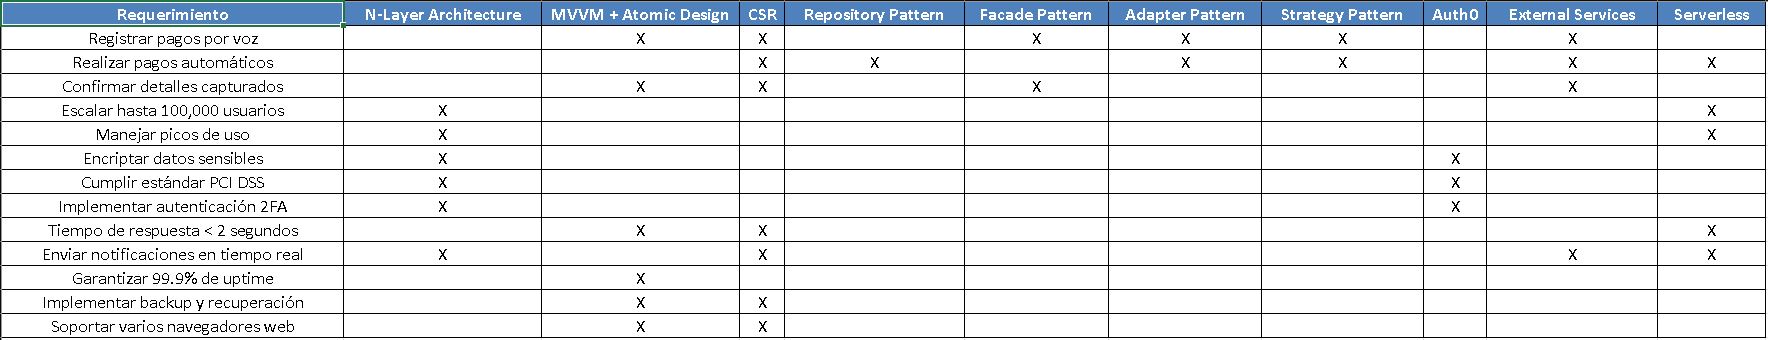 Requerimiento N-Layer Architecture MVVM + Atomic Design CSR Repository Pattern Facade Pattern Adapter Pattern Strategy Pattern Auth0 External Services Serverless
Registrar pagos por voz X X X X X X
Realizar pagos automáticos X X X X X X
Confirmar detalles capturados X X X X
Escalar hasta 100,000 usuarios X X
Manejar picos de uso X X
Encriptar datos sensibles X X
Cumplir estándar PCI DSS X X
Implementar autenticación 2FA X X
Tiempo de respuesta < 2 segundos X X X
Enviar notificaciones en tiempo real X X X X
Garantizar 99.9% de uptime X
Implementar backup y recuperación X X
Soportar varios navegadores web X X